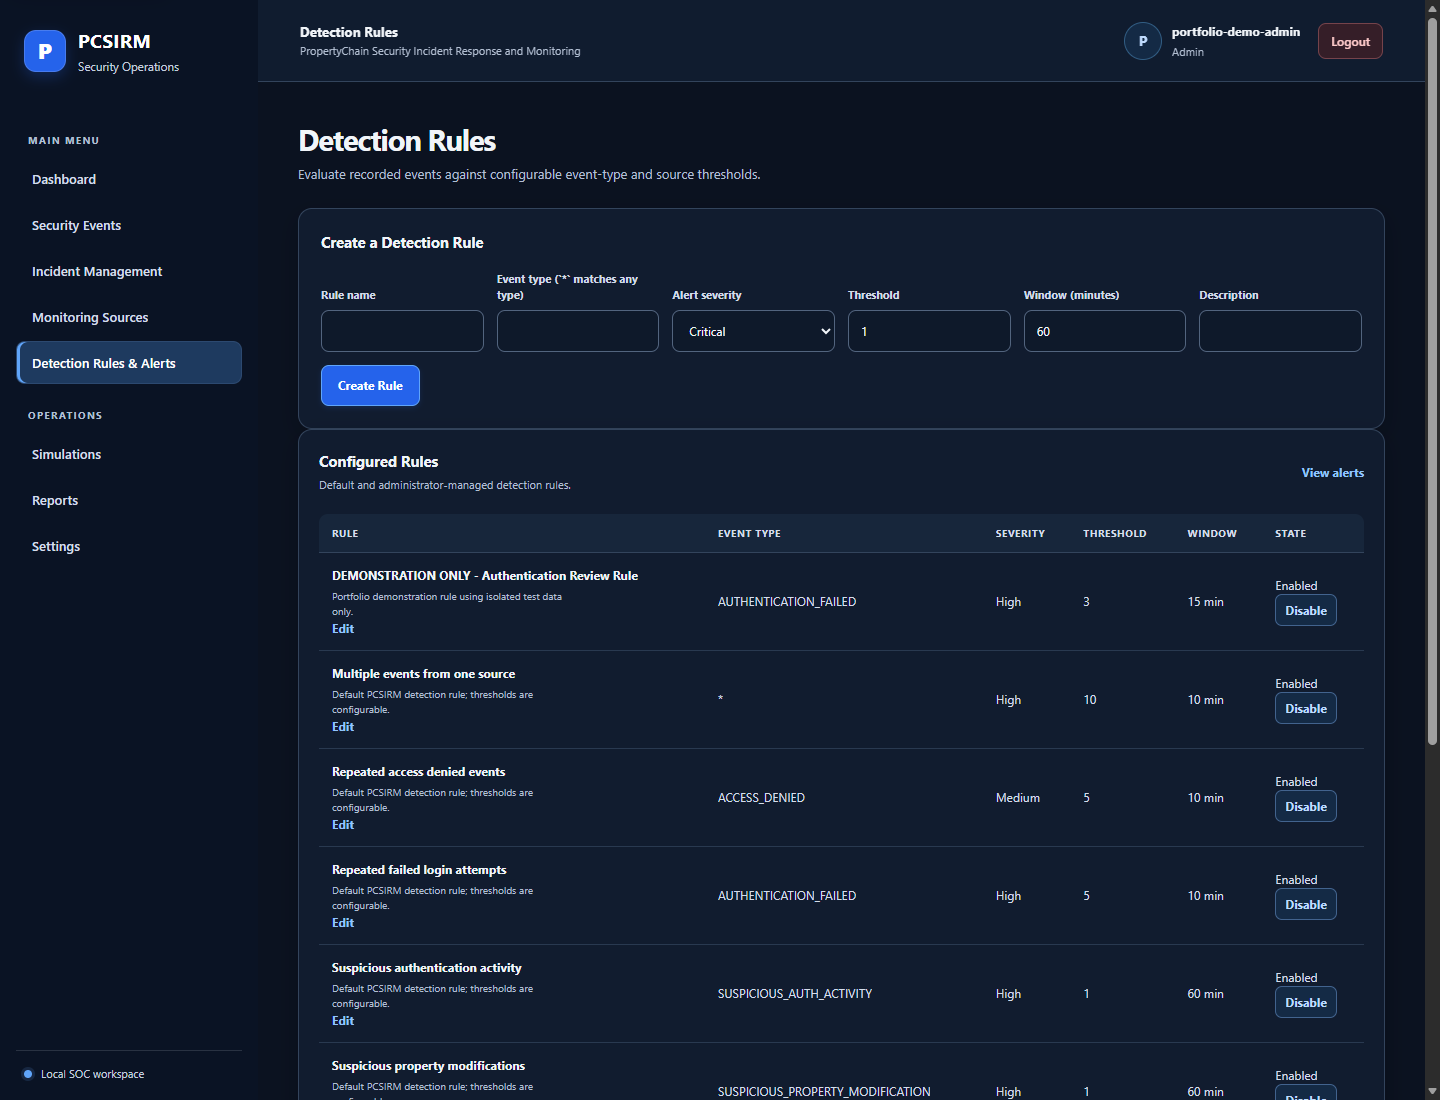 P
PCSIRM
Security Operations
MAIN MENU
Dashboard
Security Events
Incident Management
Monitoring Sources
Detection Rules & Alerts
OPERATIONS
Simulations
Reports
Settings
Local SOC workspace
Detection Rules
PropertyChain Security Incident Response and Monitoring
P
portfolio-demo-admin
Admin
Logout
Detection Rules
Evaluate recorded events against configurable event-type and source thresholds.
Create a Detection Rule
Rule name
Event type (`*` matches any
type)
Alert severity
Threshold
Window (minutes)
Description
Critical
1
60
Create Rule
Configured Rules
Default and administrator-managed detection rules.
View alerts
RULE EVENT TYPE SEVERITY THRESHOLD WINDOW STATE
DEMONSTRATION ONLY - Authentication Review Rule
Portfolio demonstration rule using isolated test data
only.
Edit
AUTHENTICATION_FAILED High 3 15 min
Enabled
Disable
Multiple events from one source
Default PCSIRM detection rule; thresholds are
configurable.
Edit
* High 10 10 min
Enabled
Disable
Repeated access denied events
Default PCSIRM detection rule; thresholds are
configurable.
Edit
ACCESS_DENIED Medium 5 10 min
Enabled
Disable
Repeated failed login attempts
Default PCSIRM detection rule; thresholds are
configurable.
Edit
AUTHENTICATION_FAILED High 5 10 min
Enabled
Disable
Suspicious authentication activity
Default PCSIRM detection rule; thresholds are
configurable.
Edit
SUSPICIOUS_AUTH_ACTIVITY High 1 60 min
Enabled
Disable
Suspicious property modifications
Default PCSIRM detection rule; thresholds are
SUSPICIOUS_PROPERTY_MODIFICATION High 1 60 min
Enabled
Disable